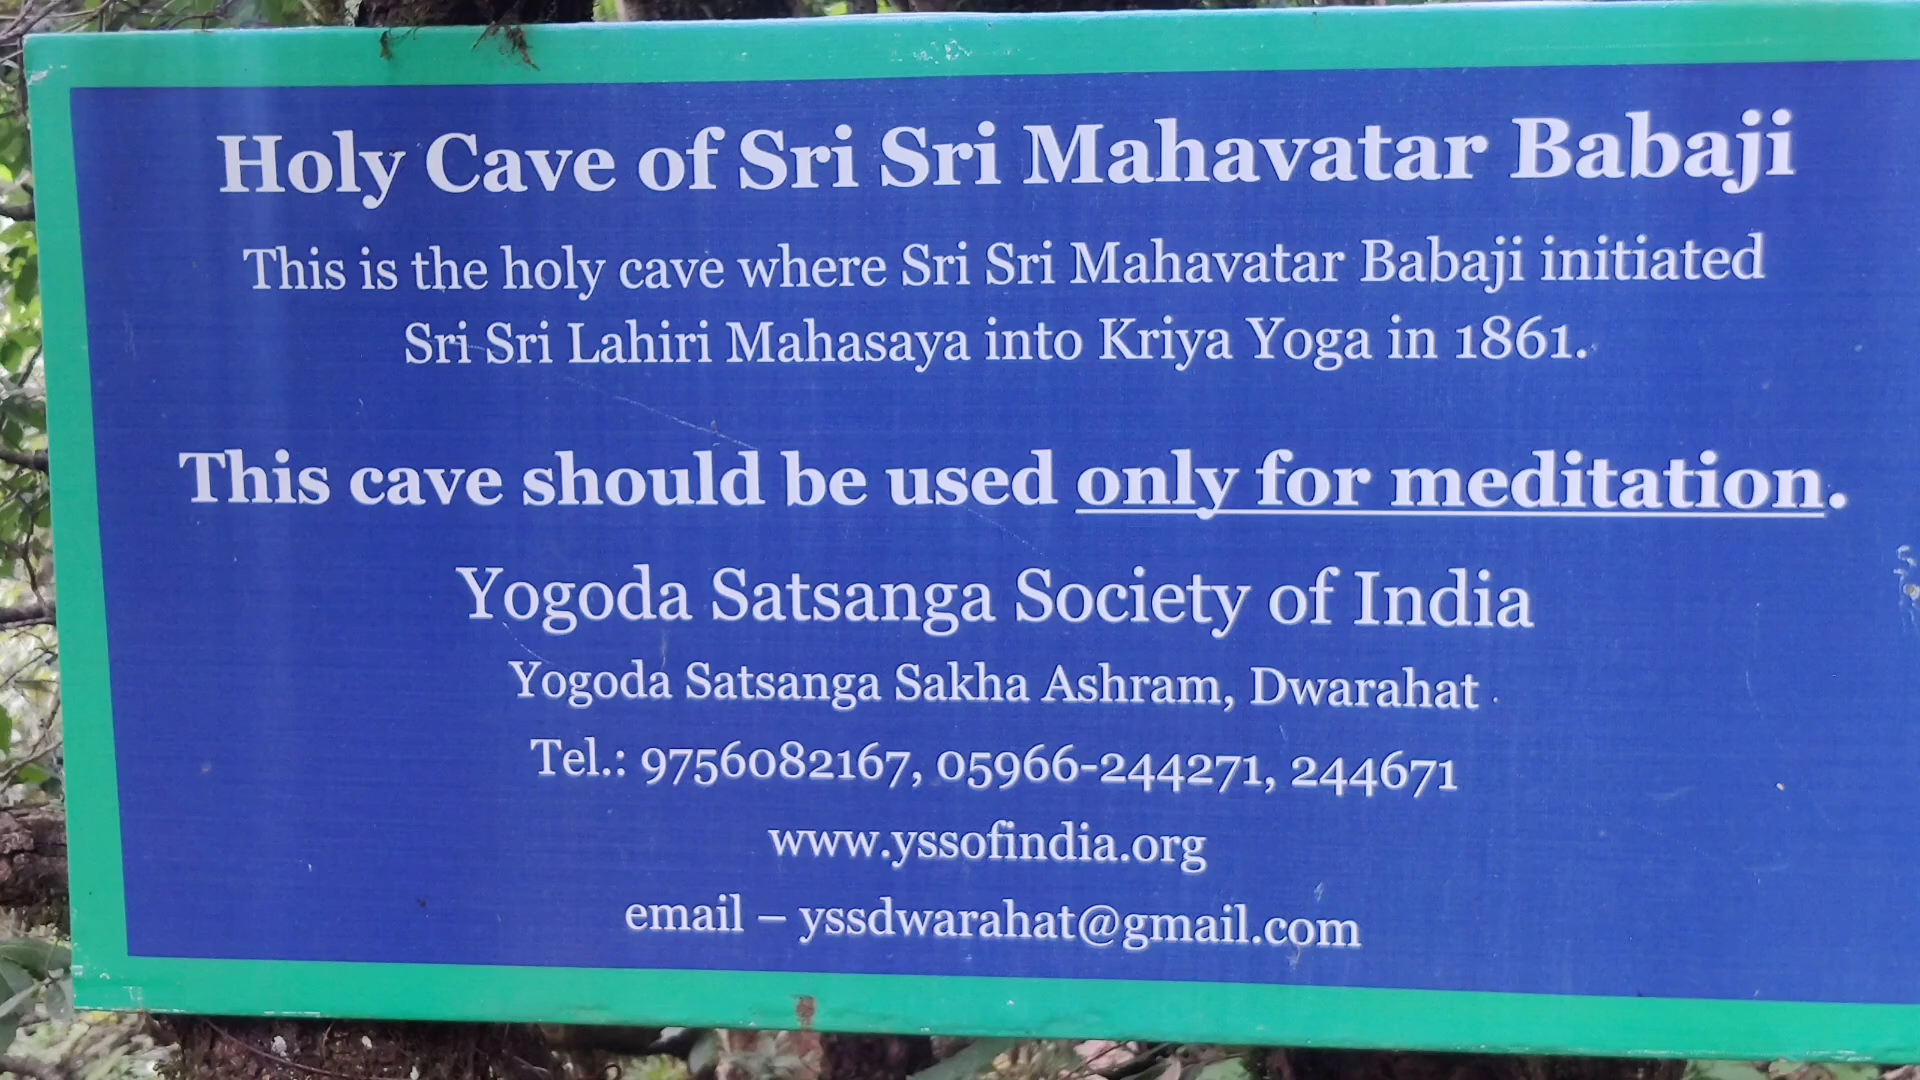 Holy Cave of Sri Sri Mahavatar Babaji
This is the holy cave where Sri Sri Mahavatar Babaji initiated
Sri Sri Lahiri Mahasaya into Kriya Yoga in 1861.
This cave should be used only for meditation.
Yogoda Satsanga Society of India
Yogoda Satsanga Sakha Ashram, Dwarahat
Tel.: 9756082167, 05966-244271, 244671
www.yssofindia.org
email – yssdwarahat@gmail.com